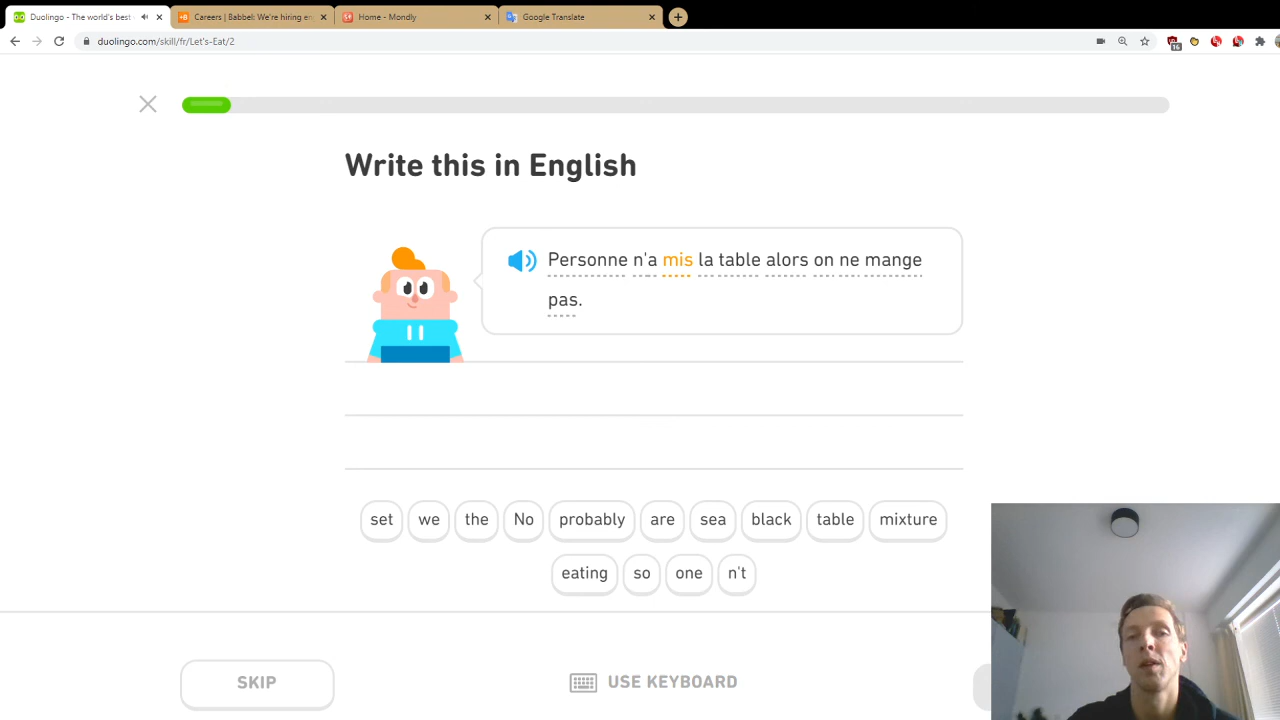 Duolingo - The world's best
Careers | Babbel: We're hiring en
Home - Mondly
Google Translate
duolingo.com/skill/fr/Let's-Eat/2
16
Write this in English
Personne n'a mis la table alors on ne mange
pas.
set we the No probably are sea black table mixture
eating so one n't
SKIP
USE KEYBOARD